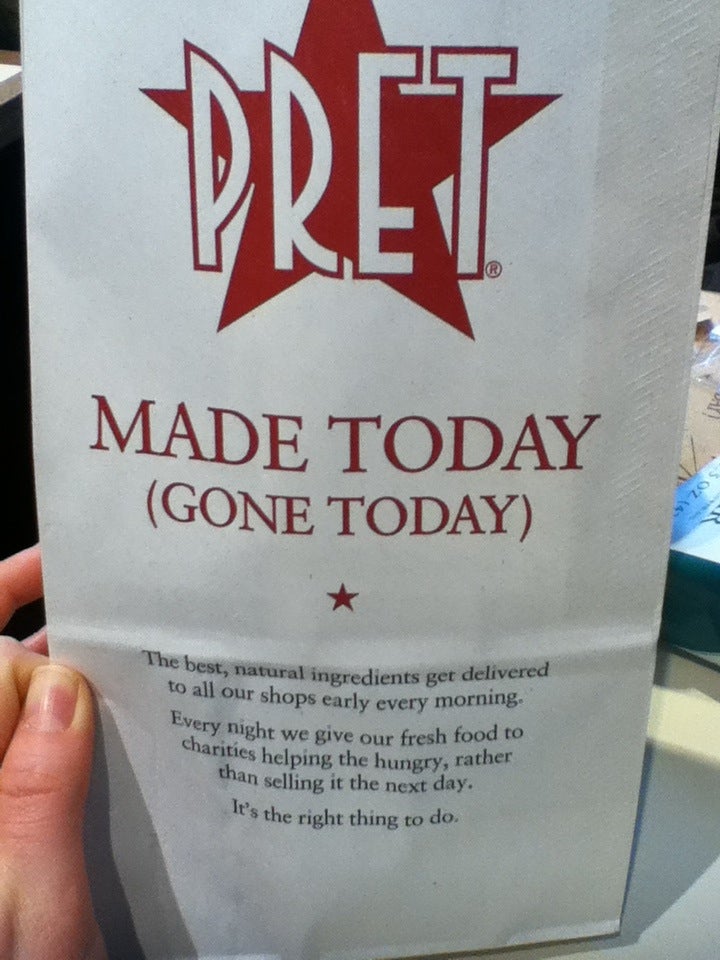 PRET®
MADE TODAY
(GONE TODAY)
The best, natural ingredients get delivered
to all our shops early every morning.
Every night we give our fresh food to
charities helping the hungry, rather
than selling it the next day.
It's the right thing to do.